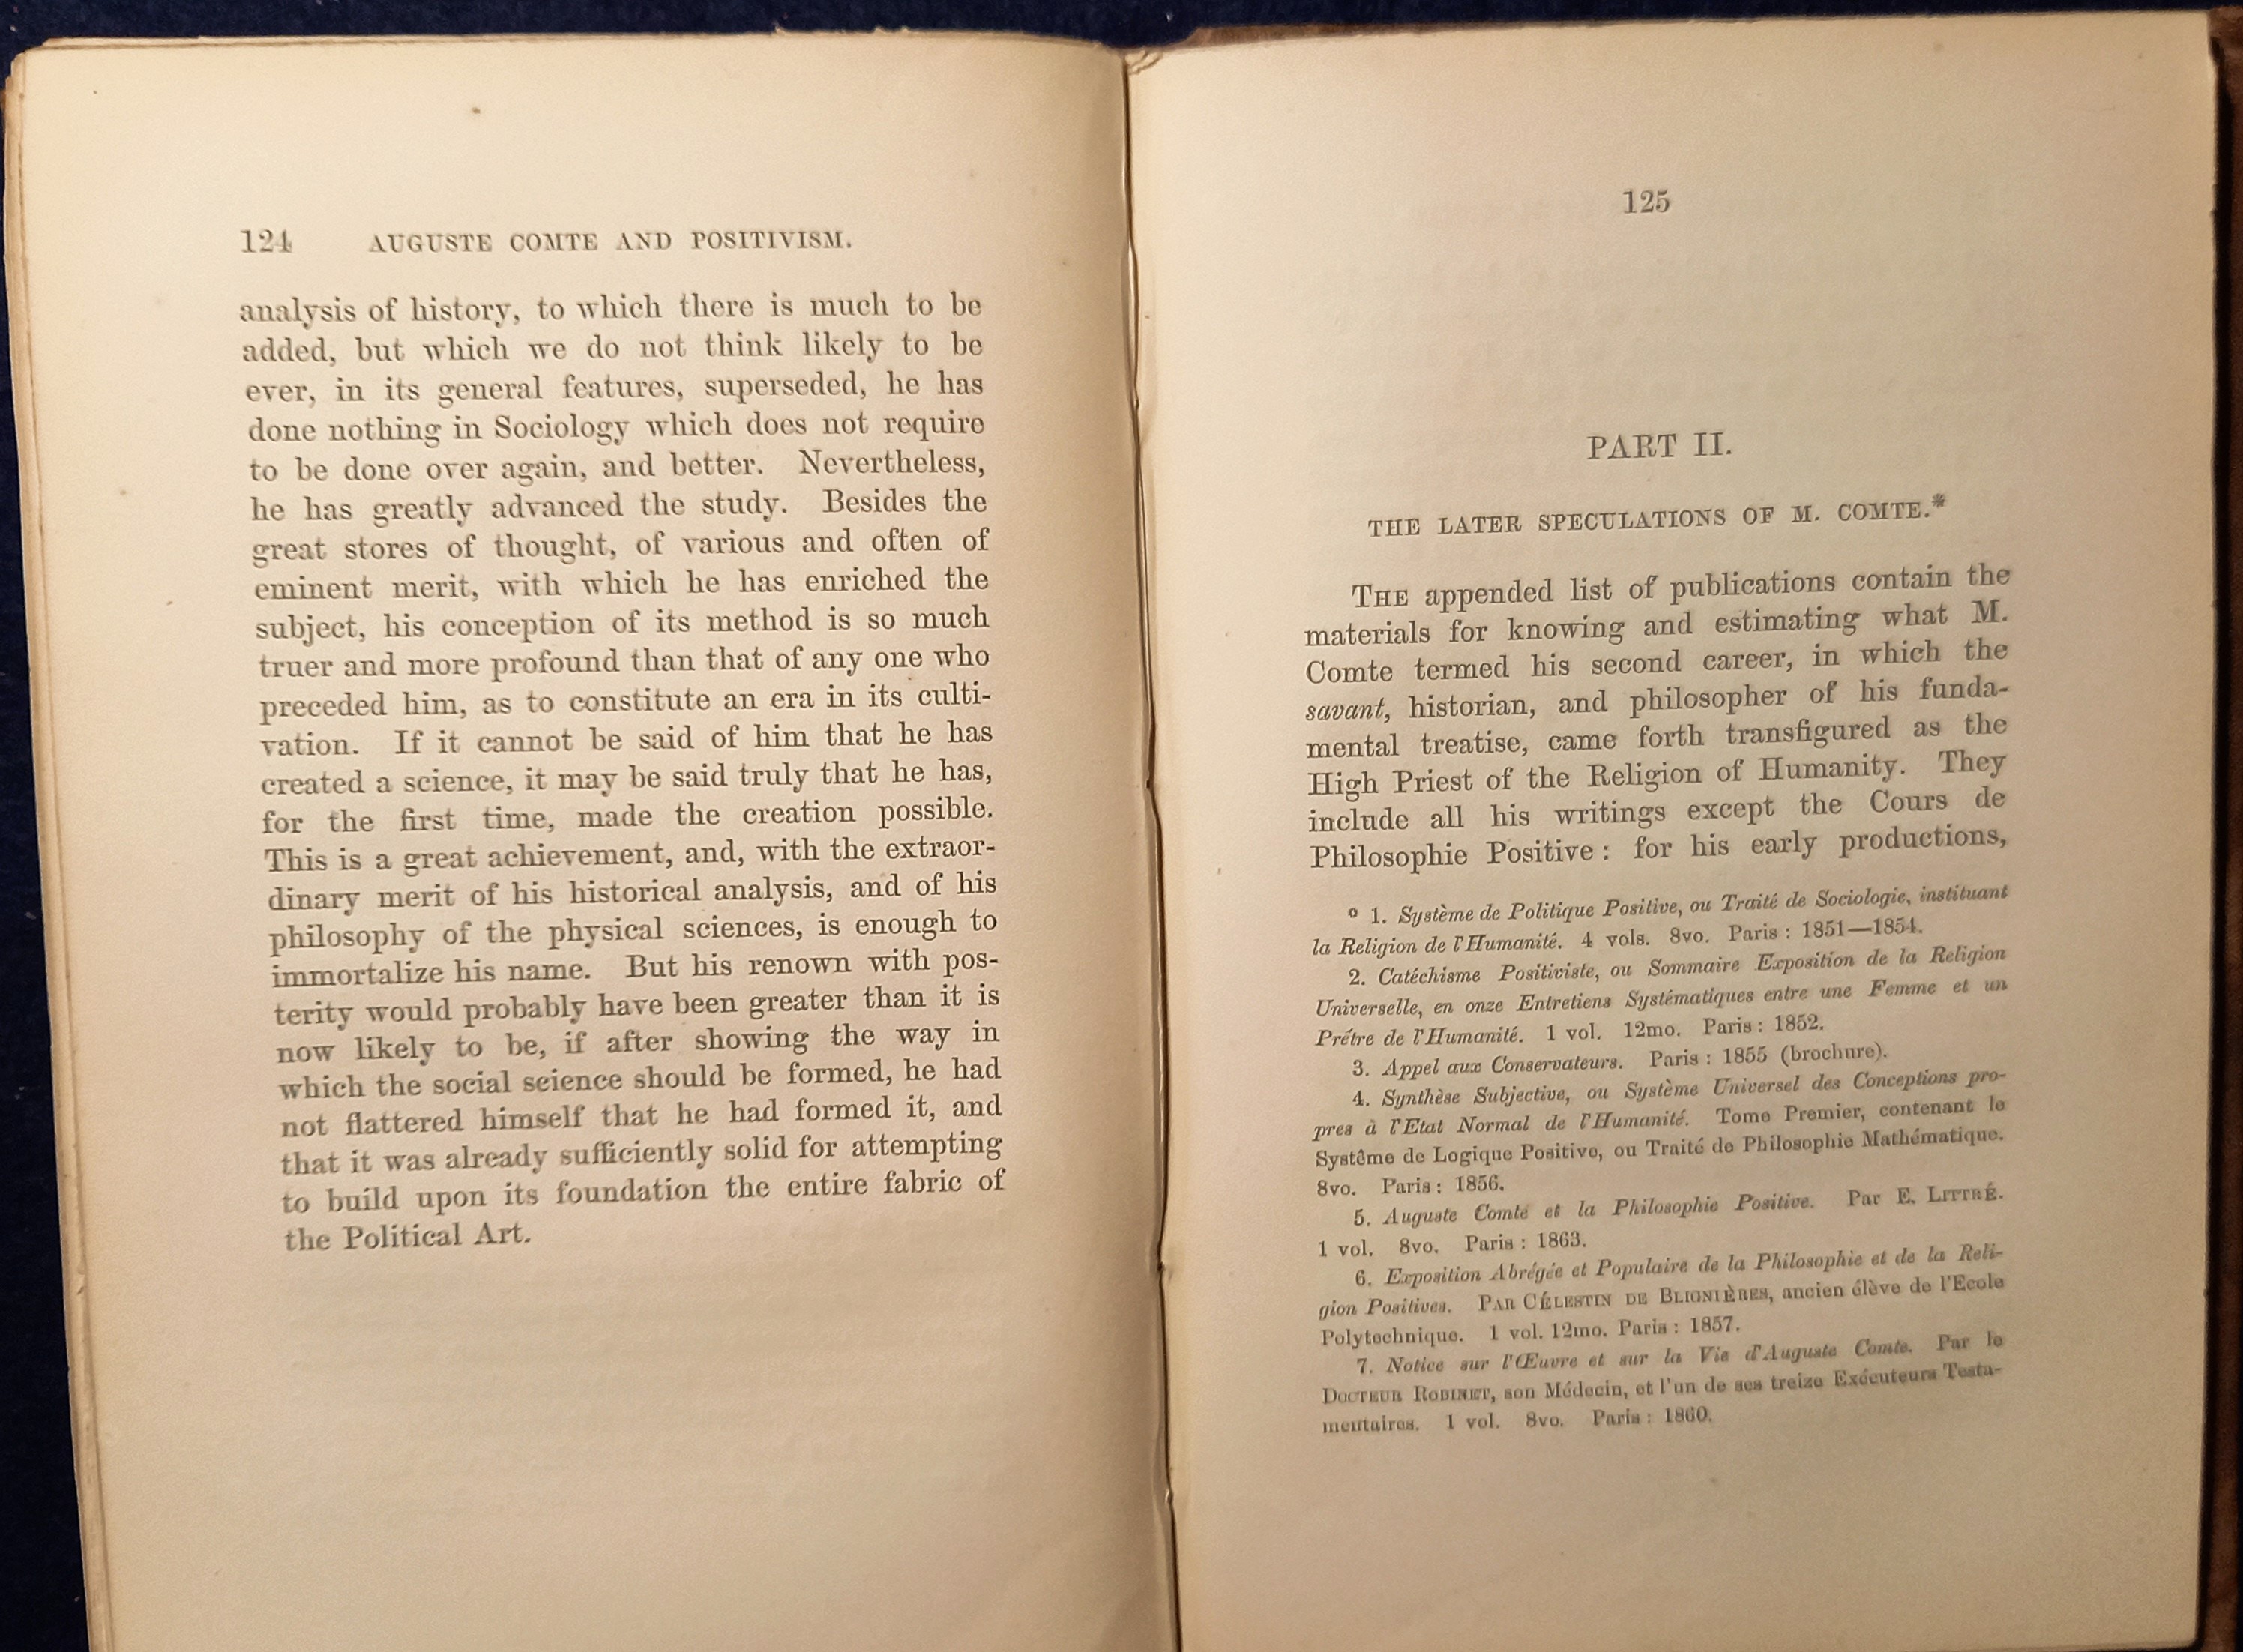 124 AUGUSTE COMTE AND POSITIVISM.
analysis of history, to which there is much to be
added, but which we do not think likely to be
ever, in its general features, superseded, he has
done nothing in Sociology which does not require
to be done over again, and better. Nevertheless,
he has greatly advanced the study. Besides the
great stores of thought, of various and often of
eminent merit, with which he has enriched the
subject, his conception of its method is so much
truer and more profound than that of any one who
preceded him, as to constitute an era in its culti-
vation. If it cannot be said of him that he has
created a science, it may be said truly that he has,
for the first time, made the creation possible.
This is a great achievement, and, with the extraor-
dinary merit of his historical analysis, and of his
philosophy of the physical sciences, is enough to
immortalize his name. But his renown with pos-
terity would probably have been greater than it is
now likely to be, if after showing the way in
which the social science should be formed, he had
not flattered himself that he had formed it, and
that it was already sufficiently solid for attempting
to build upon its foundation the entire fabric of
the Political Art.
125
PART II.
THE LATER SPECULATIONS OF M. COMTE.*
THE appended list of publications contain the
materials for knowing and estimating what M.
Comte termed his second career, in which the
savant, historian, and philosopher of his funda-
mental treatise, came forth transfigured as the
High Priest of the Religion of Humanity. They
include all his writings except the Cours de
Philosophie Positive: for his early productions,
* 1. Système de Politique Positive, ou Traité de Sociologie, instituant
la Religion de l'Humanité. 4 vols. 8vo. Paris: 1851—1854.
2. Catéchisme Positiviste, ou Sommaire Exposition de la Religion
Universelle, en onze Entretiens Systématiques entre une Femme et un
Prétre de l'Humanité. 1 vol. 12mo. Paris: 1852.
3. Appel aux Conservateurs. Paris: 1855 (brochure).
4. Synthèse Subjective, ou Système Universel des Conceptions pro-
pres à l'Etat Normal de l'Humanité. Tome Premier, contenant le
Systême de Logique Positive, ou Traité de Philosophie Mathématique.
8vo. Paris: 1856.
5. Auguste Comte et la Philosophie Positive. Par E. LITTRÉ.
1 vol. 8vo. Paris: 1863.
6. Exposition Abrégée et Populaire de la Philosophie et de la Reli-
gion Positives. PAR CÉLESTIN DE BLIGNIÈRES, ancien élève de l'Ecole
Polytechnique. 1 vol. 12mo. Paris: 1857.
7. Notice sur l'Œuvre et sur la Vie d'Auguste Comte. Par le
DOCTEUR ROBINET, son Médecin, et l'un de ses treize Exécuteurs Testa-
mentaires. 1 vol. 8vo. Paris: 1860.